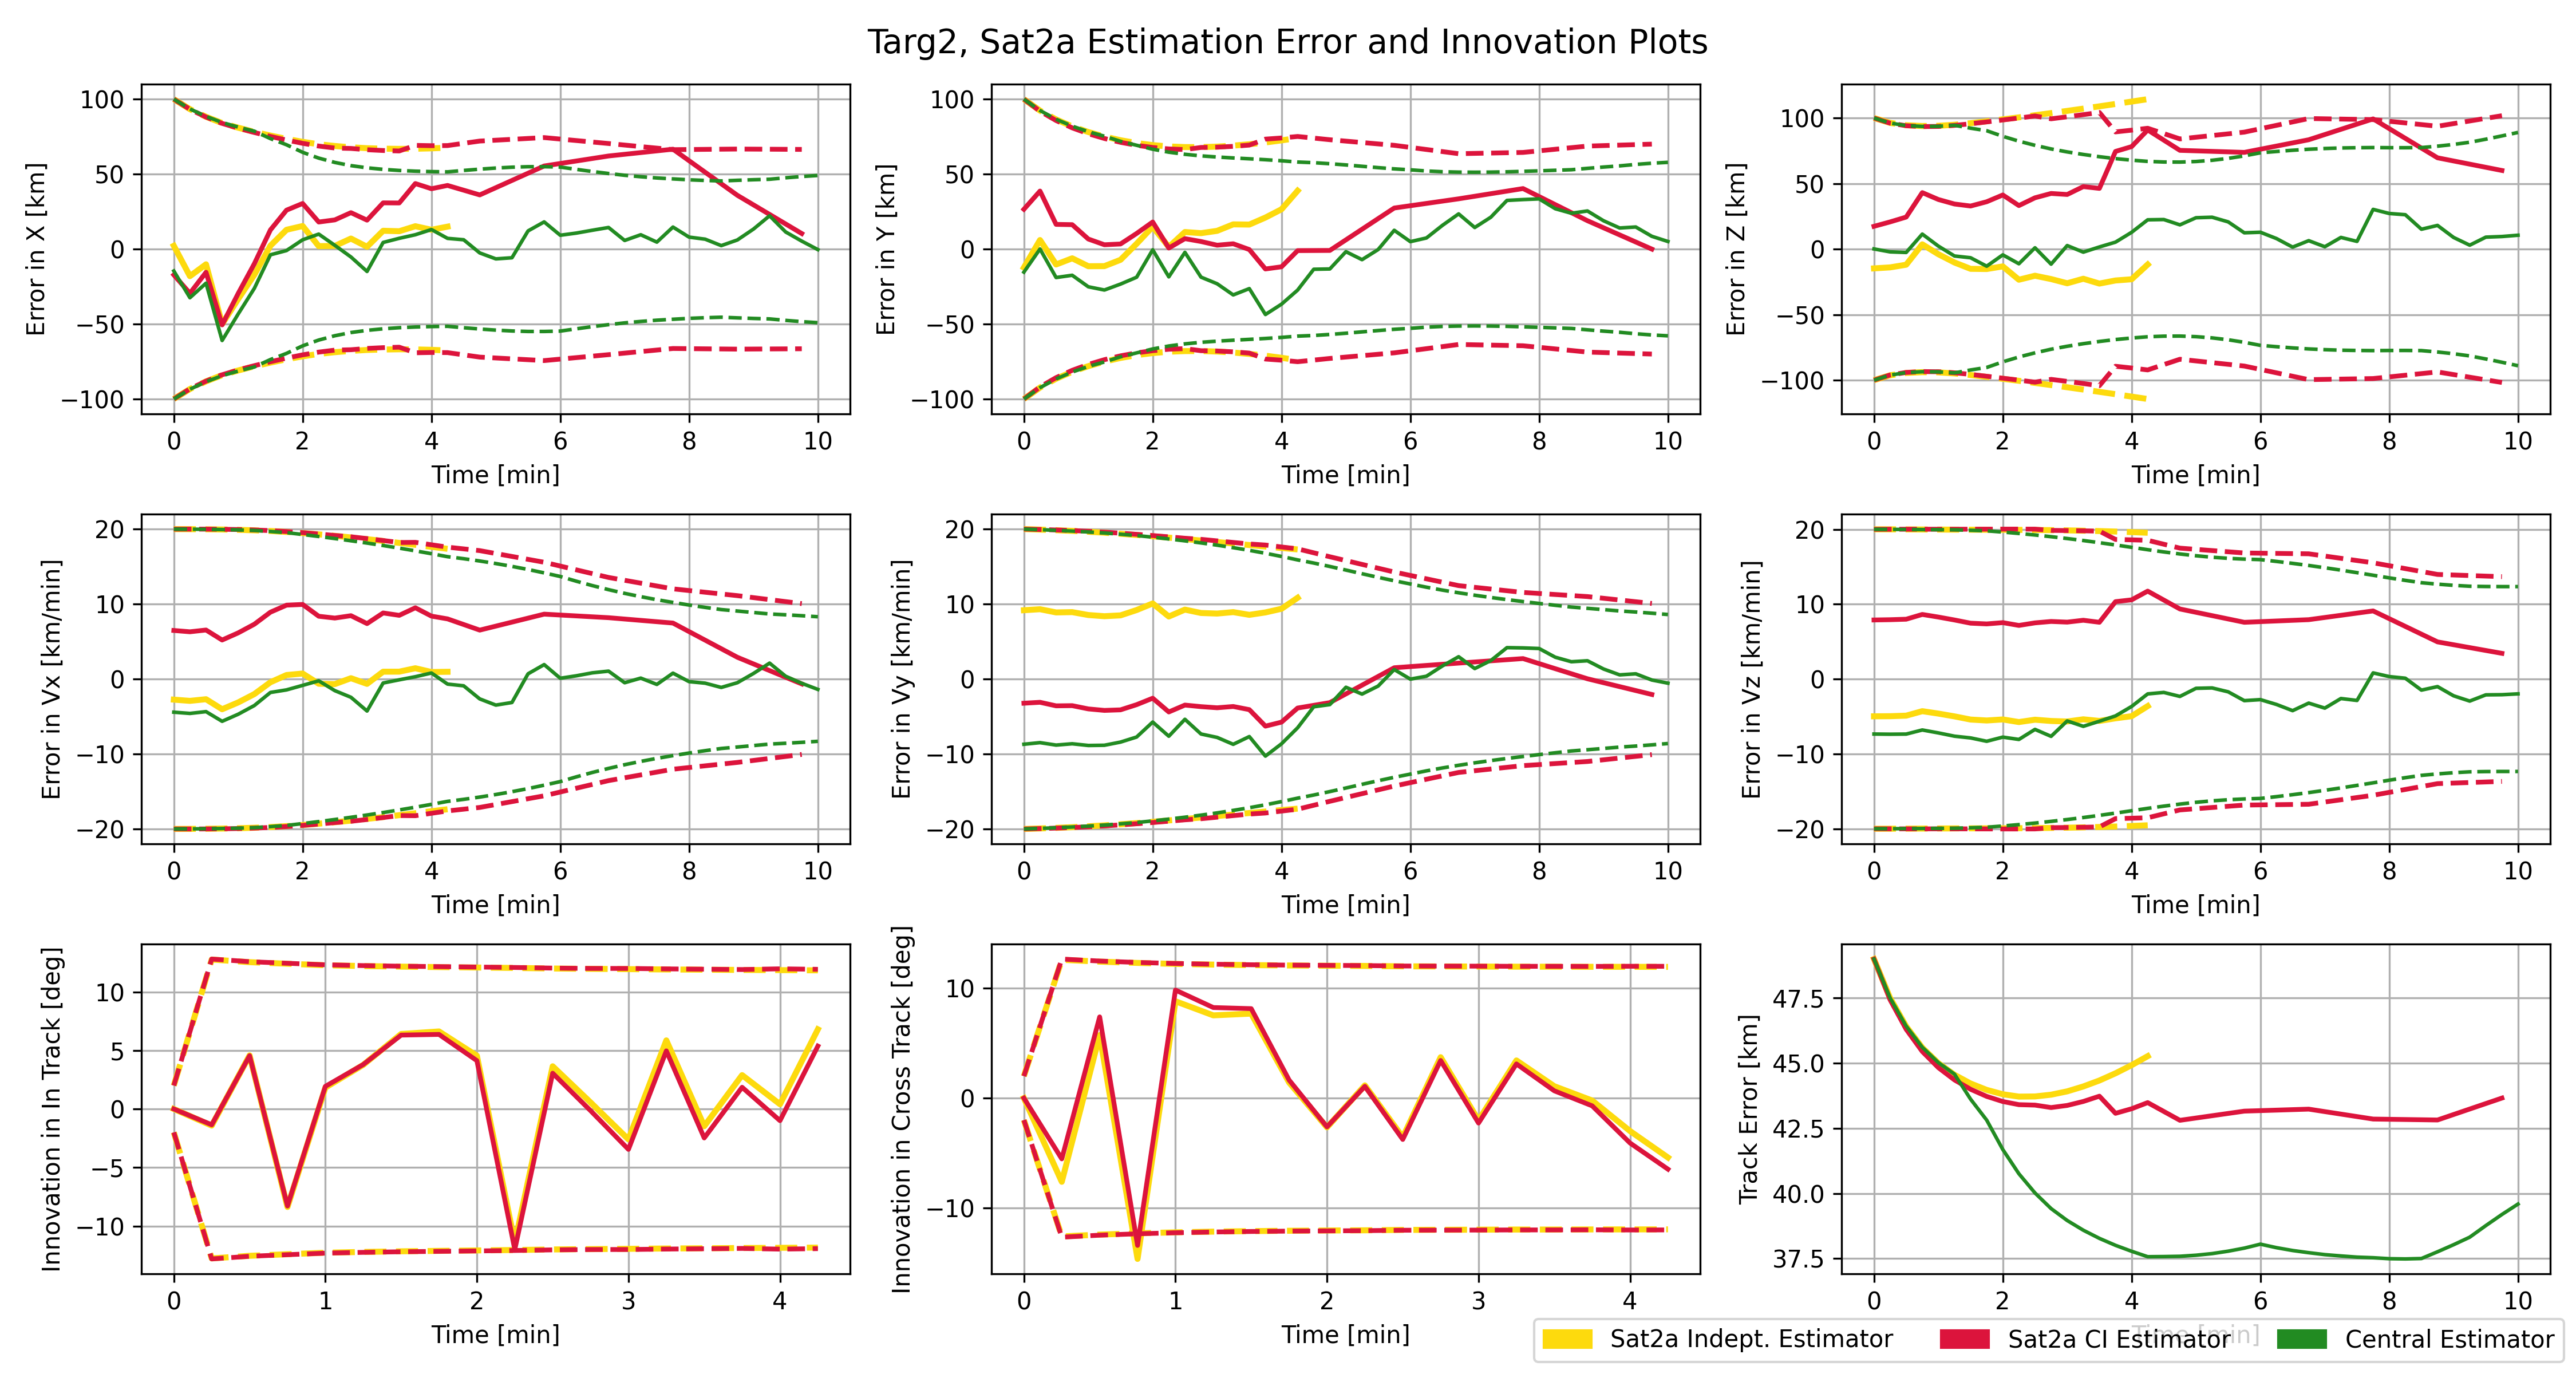 Targ2, Sat2a Estimation Error and Innovation Plots
Error in X [km]
100
50
0
−50
−100
0 2 4 6 8 10
Time [min]
Error in Y [km]
100
50
0
−50
−100
0 2 4 6 8 10
Time [min]
Error in Z [km]
100
50
0
−50
−100
0 2 4 6 8 10
Time [min]
Error in Vx [km/min]
20
10
0
−10
−20
0 2 4 6 8 10
Time [min]
Error in Vy [km/min]
20
10
0
−10
−20
0 2 4 6 8 10
Time [min]
Error in Vz [km/min]
20
10
0
−10
−20
0 2 4 6 8 10
Time [min]
Innovation in In Track [deg]
10
5
0
−5
−10
0 1 2 3 4
Time [min]
Innovation in Cross Track [deg]
10
0
−10
0 1 2 3 4
Time [min]
Track Error [km]
47.5
45.0
42.5
40.0
37.5
0 2 4 6 8 10
Time [min]
Sat2a Indept. Estimator Sat2a CI Estimator Central Estimator